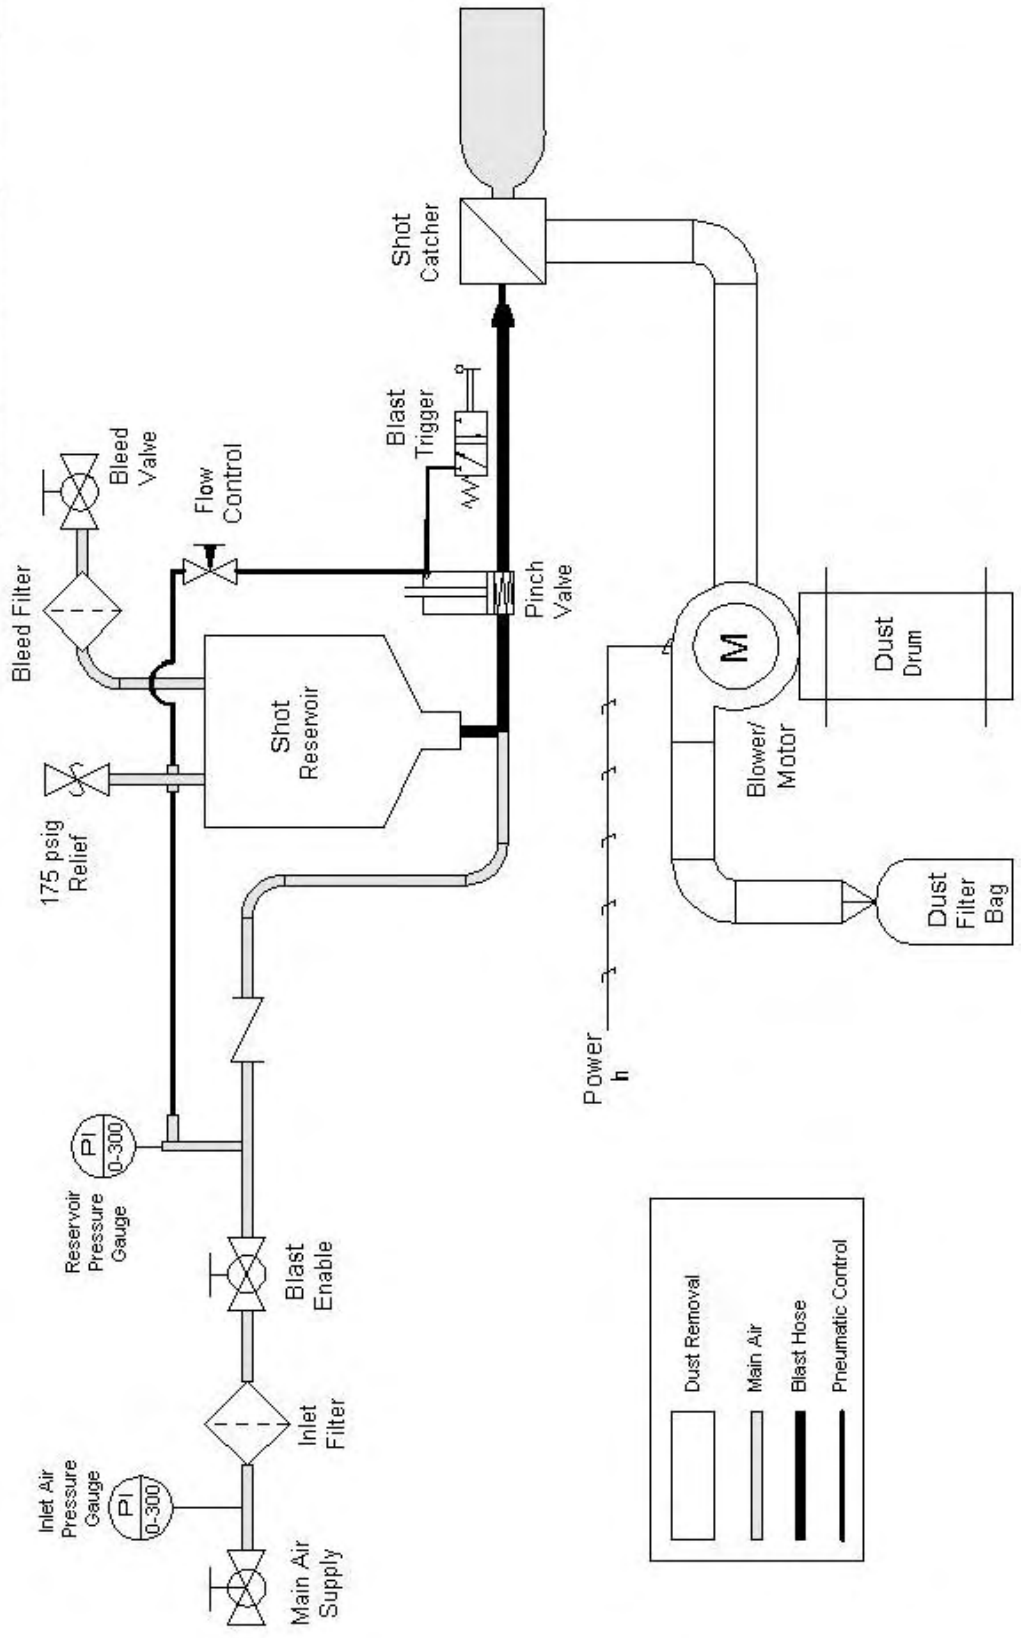 Bleed Filter
Bleed
Valve
175 psig
Relief
Flow
Control
Shot
Reservoir
Blast
Trigger
Shot
Catcher
Pinch
Valve
Reservoir
Pressure
Gauge
PI
0-300
Inlet Air
Pressure
Gauge
PI
0-300
Main Air
Supply
Inlet
Filter
Blast
Enable
Power
h
M
Blower/
Motor
Dust
Drum
Dust
Filter
Bag
Dust Removal
Main Air
Blast Hose
Pneumatic Control